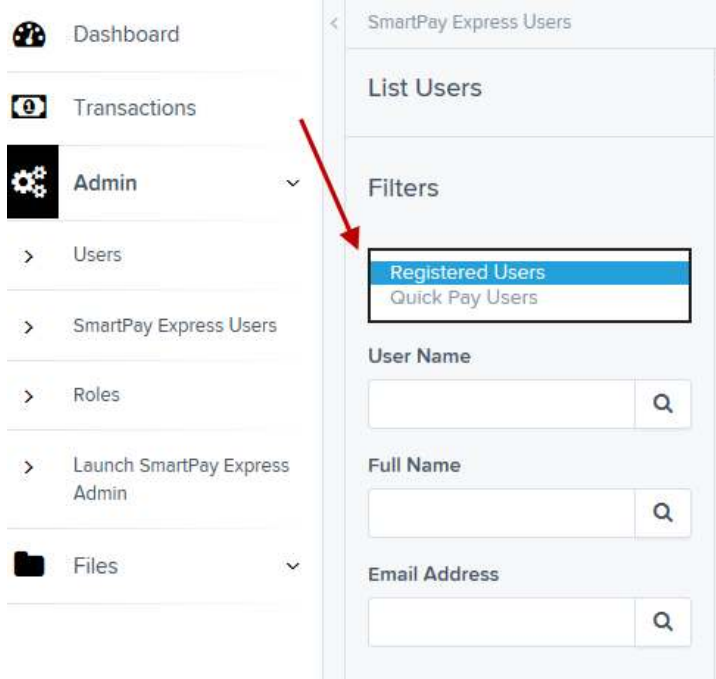 Dashboard
Transactions
Admin
Users
SmartPay Express Users
Roles
Launch SmartPay Express
Admin
Files
SmartPay Express Users
List Users
Filters
Registered Users
Quick Pay Users
User Name
Full Name
Email Address